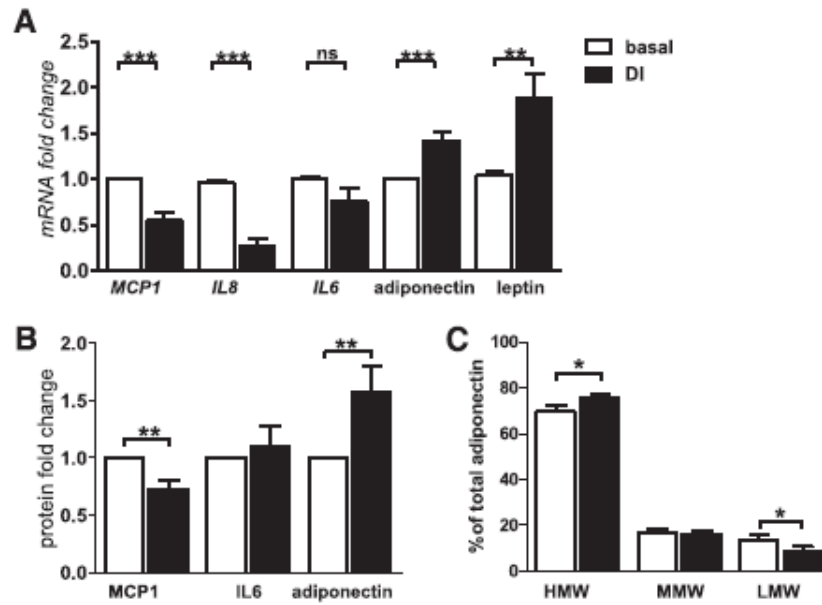 A
mRNA fold change
2.5
2.0
1.5
1.0
0.5
0.0
*** *** ns *** **
MCP1 IL8 IL6 adiponectin leptin
basal
DI
B
protein fold change
2.0
1.5
1.0
0.5
0.0
** **
MCP1 IL6 adiponectin
C
% of total adiponectin
100
80
60
40
20
0
* *
HMW MMW LMW